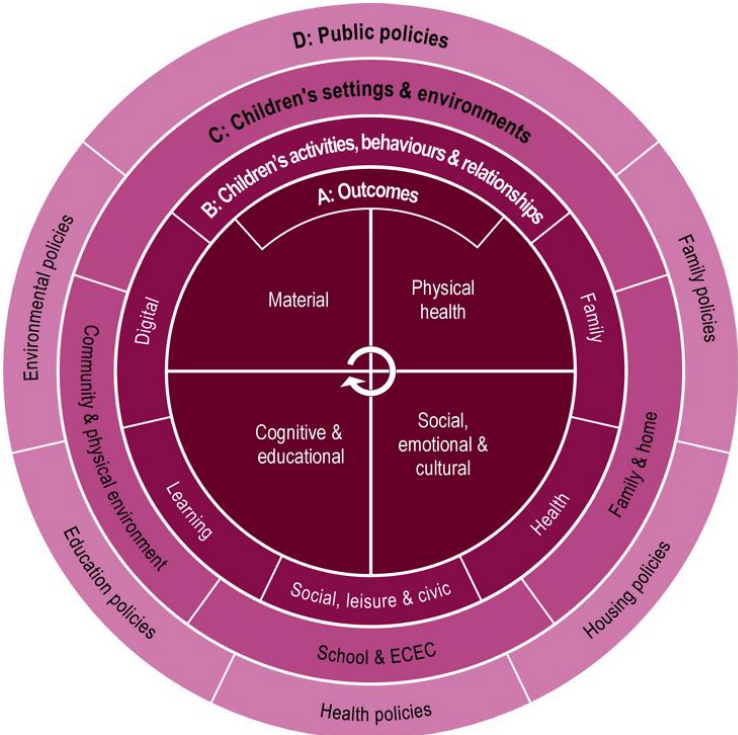 D: Public policies
C: Children's settings & environments
B: Children's activities, behaviours & relationships
A: Outcomes
Material
Physical
health
Cognitive &
educational
Social,
emotional &
cultural
Digital
Family
Learning
Health
Social, leisure & civic
Community & physical environment
Family & home
School & ECEC
Environmental policies
Family policies
Education policies
Housing policies
Health policies